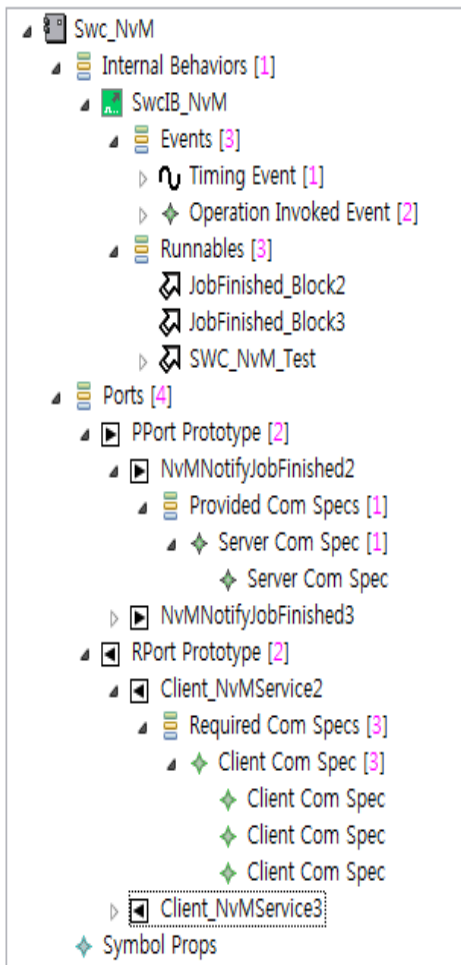 Swc_NvM
Internal Behaviors [1]
SwcIB_NvM
Events [3]
Timing Event [1]
Operation Invoked Event [2]
Runnables [3]
JobFinished_Block2
JobFinished_Block3
SWC_NvM_Test
Ports [4]
PPort Prototype [2]
NvMNotifyJobFinished2
Provided Com Specs [1]
Server Com Spec [1]
Server Com Spec
NvMNotifyJobFinished3
RPort Prototype [2]
Client_NvMService2
Required Com Specs [3]
Client Com Spec [3]
Client Com Spec
Client Com Spec
Client Com Spec
Client_NvMService3
Symbol Props